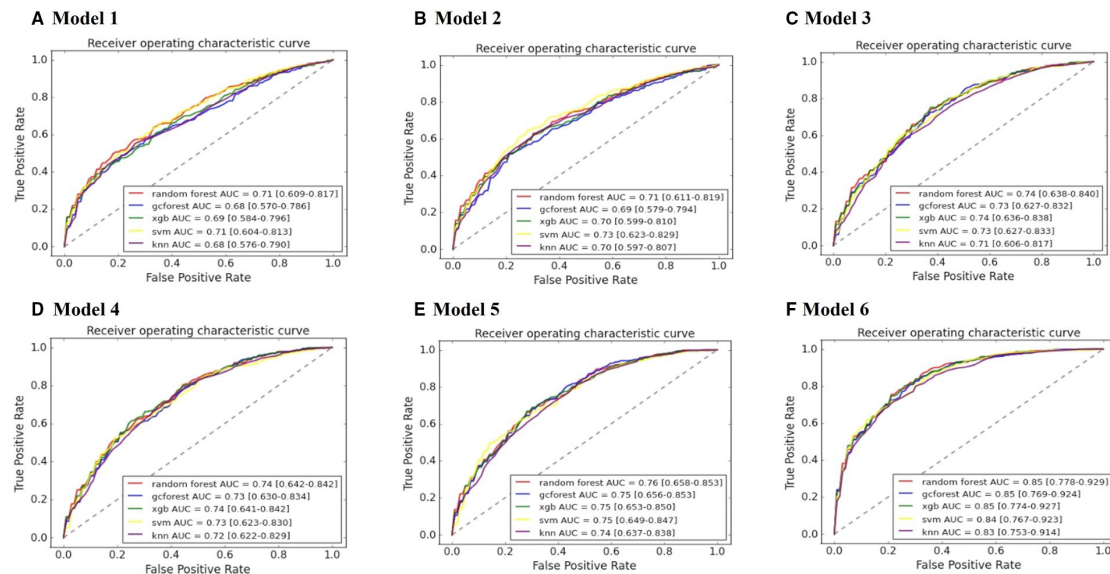 A Model 1
Receiver operating characteristic curve
True Positive Rate
1.0
0.8
0.6
0.4
0.2
0.0
random forest AUC = 0.71 [0.609-0.817]
gcforest AUC = 0.68 [0.570-0.786]
xgb AUC = 0.69 [0.584-0.796]
svm AUC = 0.71 [0.604-0.813]
knn AUC = 0.68 [0.576-0.790]
0.0 0.2 0.4 0.6 0.8 1.0
False Positive Rate
B Model 2
Receiver operating characteristic curve
True Positive Rate
1.0
0.8
0.6
0.4
0.2
0.0
random forest AUC = 0.71 [0.611-0.819]
gcforest AUC = 0.69 [0.579-0.794]
xgb AUC = 0.70 [0.599-0.810]
svm AUC = 0.73 [0.623-0.829]
knn AUC = 0.70 [0.597-0.807]
0.0 0.2 0.4 0.6 0.8 1.0
False Positive Rate
C Model 3
Receiver operating characteristic curve
True Positive Rate
1.0
0.8
0.6
0.4
0.2
0.0
random forest AUC = 0.74 [0.638-0.840]
gcforest AUC = 0.73 [0.627-0.832]
xgb AUC = 0.74 [0.636-0.838]
svm AUC = 0.73 [0.627-0.833]
knn AUC = 0.71 [0.606-0.817]
0.0 0.2 0.4 0.6 0.8 1.0
False Positive Rate
D Model 4
Receiver operating characteristic curve
True Positive Rate
1.0
0.8
0.6
0.4
0.2
0.0
random forest AUC = 0.74 [0.642-0.842]
gcforest AUC = 0.73 [0.630-0.834]
xgb AUC = 0.74 [0.641-0.842]
svm AUC = 0.73 [0.623-0.830]
knn AUC = 0.72 [0.622-0.829]
0.0 0.2 0.4 0.6 0.8 1.0
False Positive Rate
E Model 5
Receiver operating characteristic curve
True Positive Rate
1.0
0.8
0.6
0.4
0.2
0.0
random forest AUC = 0.76 [0.658-0.853]
gcforest AUC = 0.75 [0.656-0.853]
xgb AUC = 0.75 [0.653-0.850]
svm AUC = 0.75 [0.649-0.847]
knn AUC = 0.74 [0.637-0.838]
0.0 0.2 0.4 0.6 0.8 1.0
False Positive Rate
F Model 6
Receiver operating characteristic curve
True Positive Rate
1.0
0.8
0.6
0.4
0.2
0.0
random forest AUC = 0.85 [0.778-0.929]
gcforest AUC = 0.85 [0.769-0.924]
xgb AUC = 0.85 [0.774-0.927]
svm AUC = 0.84 [0.767-0.923]
knn AUC = 0.83 [0.753-0.914]
0.0 0.2 0.4 0.6 0.8 1.0
False Positive Rate